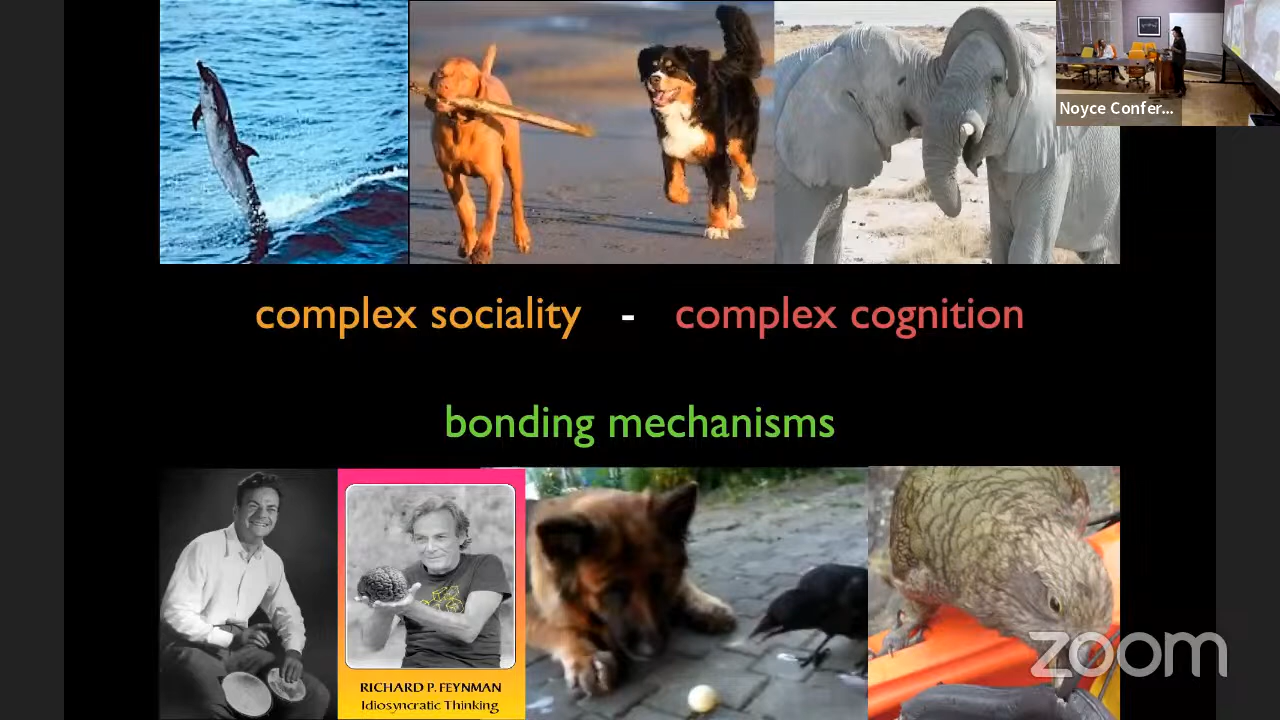 Noyce Confer...
complex sociality - complex cognition
bonding mechanisms
RICHARD P. FEYNMAN
Idiosyncratic Thinking
zoom